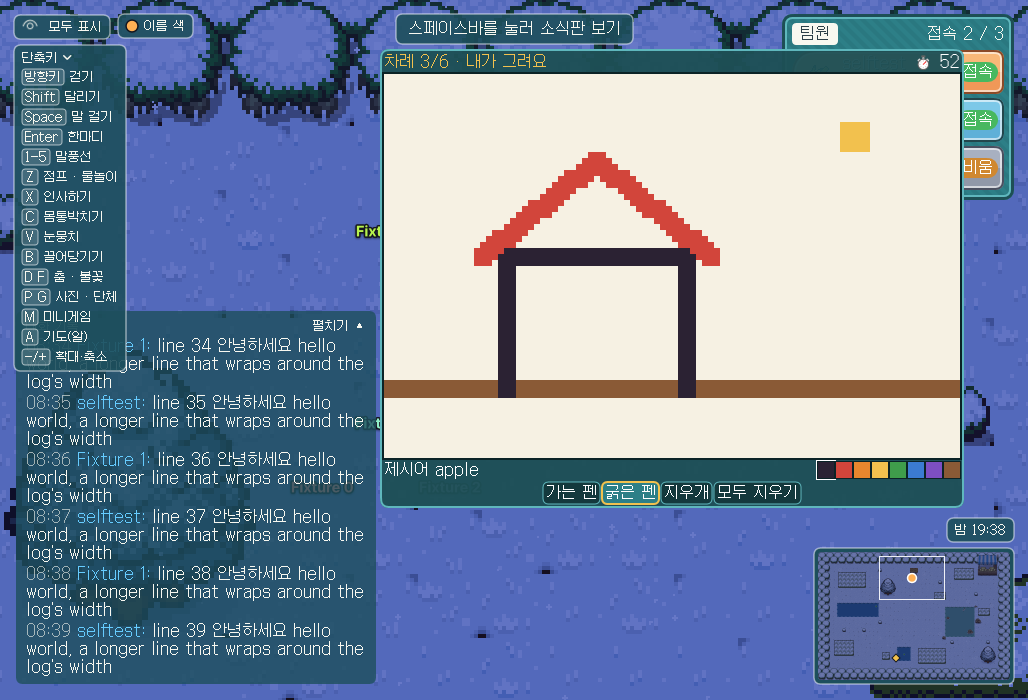 모두 표시
이름 색
스페이스바를 눌러 소식판 보기
팀원
접속 2 / 3
접속
접속
비움
단축키
방향키 걷기
Shift 달리기
Space 말 걸기
Enter 한마디
1-5 말풍선
Z 점프 · 물놀이
X 인사하기
C 몸통박치기
V 눈뭉치
B 끌어당기기
D F 춤 · 불꽃
P G 사진 · 단체
M 미니게임
A 기도(앉)
-/+ 확대·축소
차례 3/6 · 내가 그려요
52
Fixt
제시어 apple
가는 펜
굵은 펜
지우개
모두 지우기
펼치기 ▲
e 1: line 34 안녕하세요 hello
longer line that wraps around the
log's width
08:35 selftest: line 35 안녕하세요 hello
world, a longer line that wraps around the
log's width
08:36 Fixture 1: line 36 안녕하세요 hello
world, a longer line that wraps around the
log's width
08:37 selftest: line 37 안녕하세요 hello
world, a longer line that wraps around the
log's width
08:38 Fixture 1: line 38 안녕하세요 hello
world, a longer line that wraps around the
log's width
08:39 selftest: line 39 안녕하세요 hello
world, a longer line that wraps around the
log's width
밤 19:38